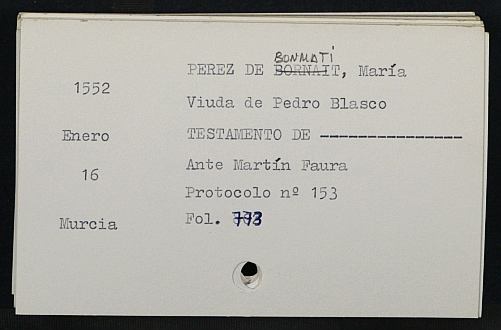 BONMATÍ
PEREZ DE BORNAIT, María
1552
Viuda de Pedro Blasco
Enero
TESTAMENTO DE ---------------
Ante Martín Faura
16
Protocolo nº 153
Murcia
Fol. 773